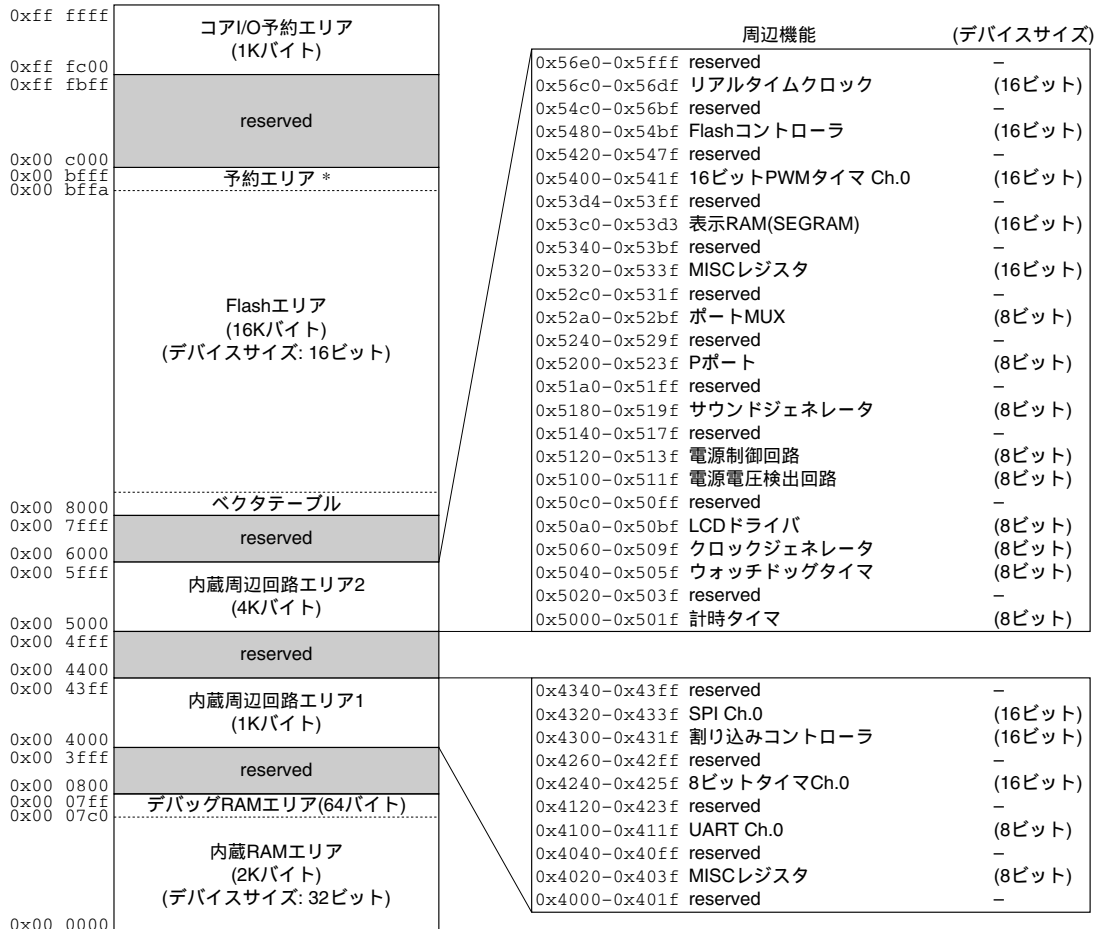 0xff ffff
コアI/O予約エリア
(1Kバイト)
0xff fc00
0xff fbff
reserved
0x00 c000
0x00 bfff
予約エリア *
0x00 bffa
Flashエリア
(16Kバイト)
(デバイスサイズ: 16ビット)
ベクタテーブル
0x00 8000
0x00 7fff
reserved
0x00 6000
0x00 5fff
内蔵周辺回路エリア2
(4Kバイト)
0x00 5000
0x00 4fff
reserved
0x00 4400
0x00 43ff
内蔵周辺回路エリア1
(1Kバイト)
0x00 4000
0x00 3fff
reserved
0x00 0800
0x00 07ff
デバッグRAMエリア(64バイト)
0x00 07c0
内蔵RAMエリア
(2Kバイト)
(デバイスサイズ: 32ビット)
0x00 0000
周辺機能 (デバイスサイズ)
0x56e0–0x5fff reserved –
0x56c0–0x56df リアルタイムクロック (16ビット)
0x54c0–0x56bf reserved –
0x5480–0x54bf Flashコントローラ (16ビット)
0x5420–0x547f reserved –
0x5400–0x541f 16ビットPWMタイマ Ch.0 (16ビット)
0x53d4–0x53ff reserved –
0x53c0–0x53d3 表示RAM(SEGRAM) (16ビット)
0x5340–0x53bf reserved –
0x5320–0x533f MISCレジスタ (16ビット)
0x52c0–0x531f reserved –
0x52a0–0x52bf ポートMUX (8ビット)
0x5240–0x529f reserved –
0x5200–0x523f Pポート (8ビット)
0x51a0–0x51ff reserved –
0x5180–0x519f サウンドジェネレータ (8ビット)
0x5140–0x517f reserved –
0x5120–0x513f 電源制御回路 (8ビット)
0x5100–0x511f 電源電圧検出回路 (8ビット)
0x50c0–0x50ff reserved –
0x50a0–0x50bf LCDドライバ (8ビット)
0x5060–0x509f クロックジェネレータ (8ビット)
0x5040–0x505f ウォッチドッグタイマ (8ビット)
0x5020–0x503f reserved –
0x5000–0x501f 計時タイマ (8ビット)
0x4340–0x43ff reserved –
0x4320–0x433f SPI Ch.0 (16ビット)
0x4300–0x431f 割り込みコントローラ (16ビット)
0x4260–0x42ff reserved –
0x4240–0x425f 8ビットタイマCh.0 (16ビット)
0x4120–0x423f reserved –
0x4100–0x411f UART Ch.0 (8ビット)
0x4040–0x40ff reserved –
0x4020–0x403f MISCレジスタ (8ビット)
0x4000–0x401f reserved –